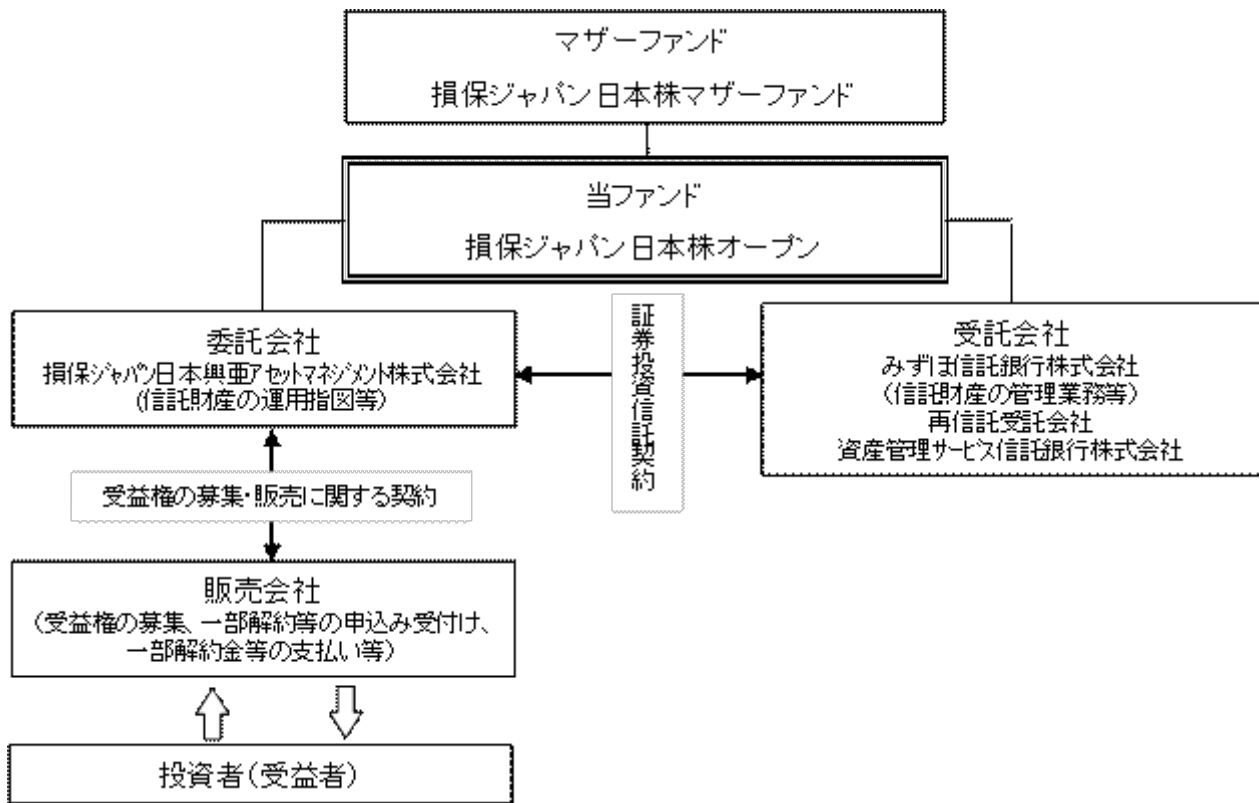 マザーファンド
損保ジャパン日本株マザーファンド
当ファンド
損保ジャパン日本株オープン
委託会社
損保ジャパン日本興亜アセットマネジメント株式会社
(信託財産の運用指図等)
証券投資信託契約
受託会社
みずほ信託銀行株式会社
(信託財産の管理業務等)
再信託受託会社
資産管理サービス信託銀行株式会社
受益権の募集・販売に関する契約
販売会社
(受益権の募集、一部解約等の申込み受付け、
一部解約金等の支払い等)
投資者(受益者)